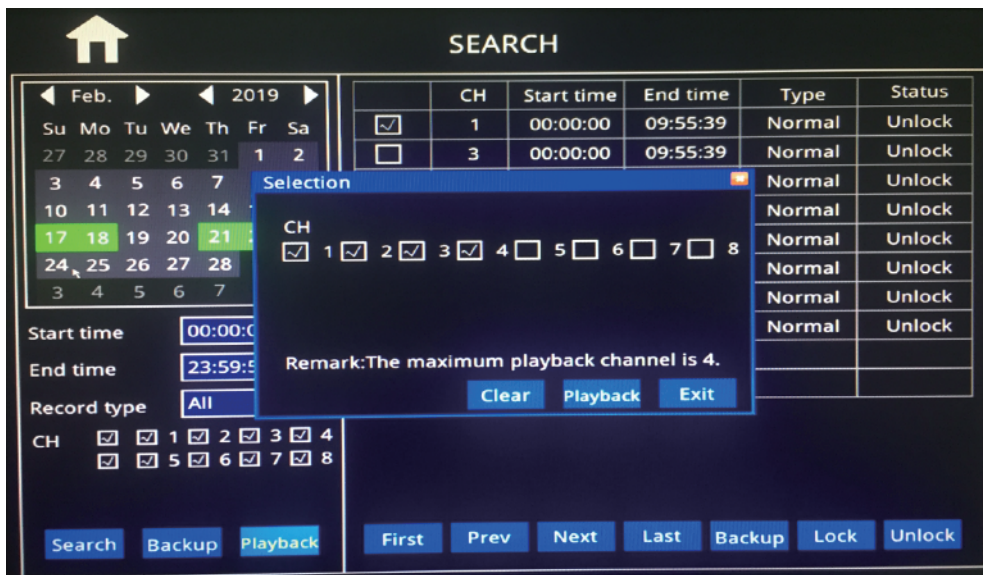 SEARCH
Feb. 2019
Su Mo Tu We Th Fr Sa
27 28 29 30 31 1 2
3 4 5 6 7
10 11 12 13 14
17 18 19 20 21
24 25 26 27 28
3 4 5 6 7
Start time 00:00:0
End time 23:59:5
Record type All
CH 1 2 3 4
5 6 7 8
Search Backup Playback
CH Start time End time Type Status
1 00:00:00 09:55:39 Normal Unlock
3 00:00:00 09:55:39 Normal Unlock
Normal Unlock
Normal Unlock
Normal Unlock
Normal Unlock
Normal Unlock
Normal Unlock
Selection
CH
1 2 3 4 5 6 7 8
Remark:The maximum playback channel is 4.
Clear Playback Exit
First Prev Next Last Backup Lock Unlock